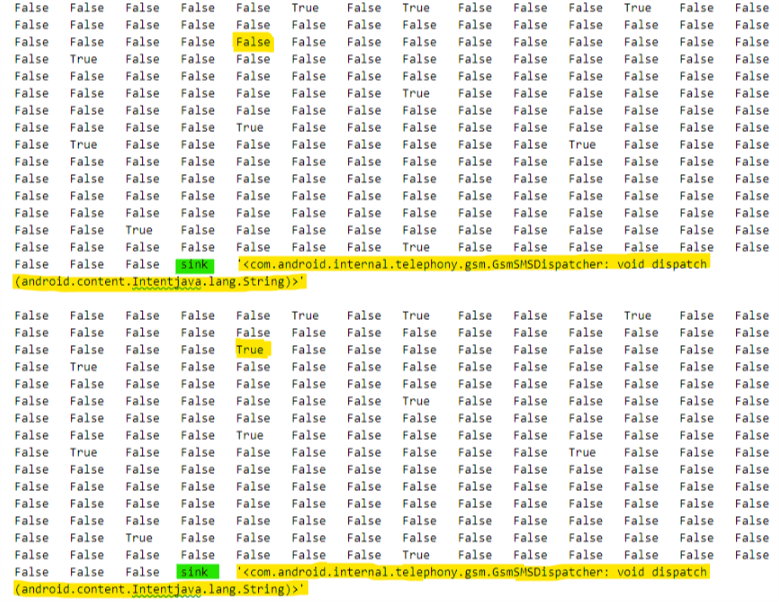 False False False False False True False True False False False True False False
False False False False False False False False False False False False False False
False False False False False False False False False False False False False False
False True False False False False False False False False False False False False
False False False False False False False False False False False False False False
False False False False False False False True False False False False False False
False False False False False False False False False False False False False False
False False False False True False False False False False False False False False
False True False False False False False False False False True False False False
False False False False False False False False False False False False False False
False False False False False False False False False False False False False False
False False False False False False False False False False False False False False
False False False False False False False False False False False False False False
False False True False False False False False False False False False False False
False False False False False False False True False False False False False False
False False False sink '<com.android.internal.telephony.gsm.GsmSMSDispatcher: void dispatch
(android.content.Intentjava.lang.String)>'
False False False False False True False True False False False True False False
False False False False False False False False False False False False False False
False False False False True False False False False False False False False False
False True False False False False False False False False False False False False
False False False False False False False False False False False False False False
False False False False False False False True False False False False False False
False False False False False False False False False False False False False False
False False False False True False False False False False False False False False
False True False False False False False False False False True False False False
False False False False False False False False False False False False False False
False False False False False False False False False False False False False False
False False False False False False False False False False False False False False
False False False False False False False False False False False False False False
False False True False False False False False False False False False False False
False False False False False False False True False False False False False False
False False False sink '<com.android.internal.telephony.gsm.GsmSMSDispatcher: void dispatch
(android.content.Intentjava.lang.String)>'